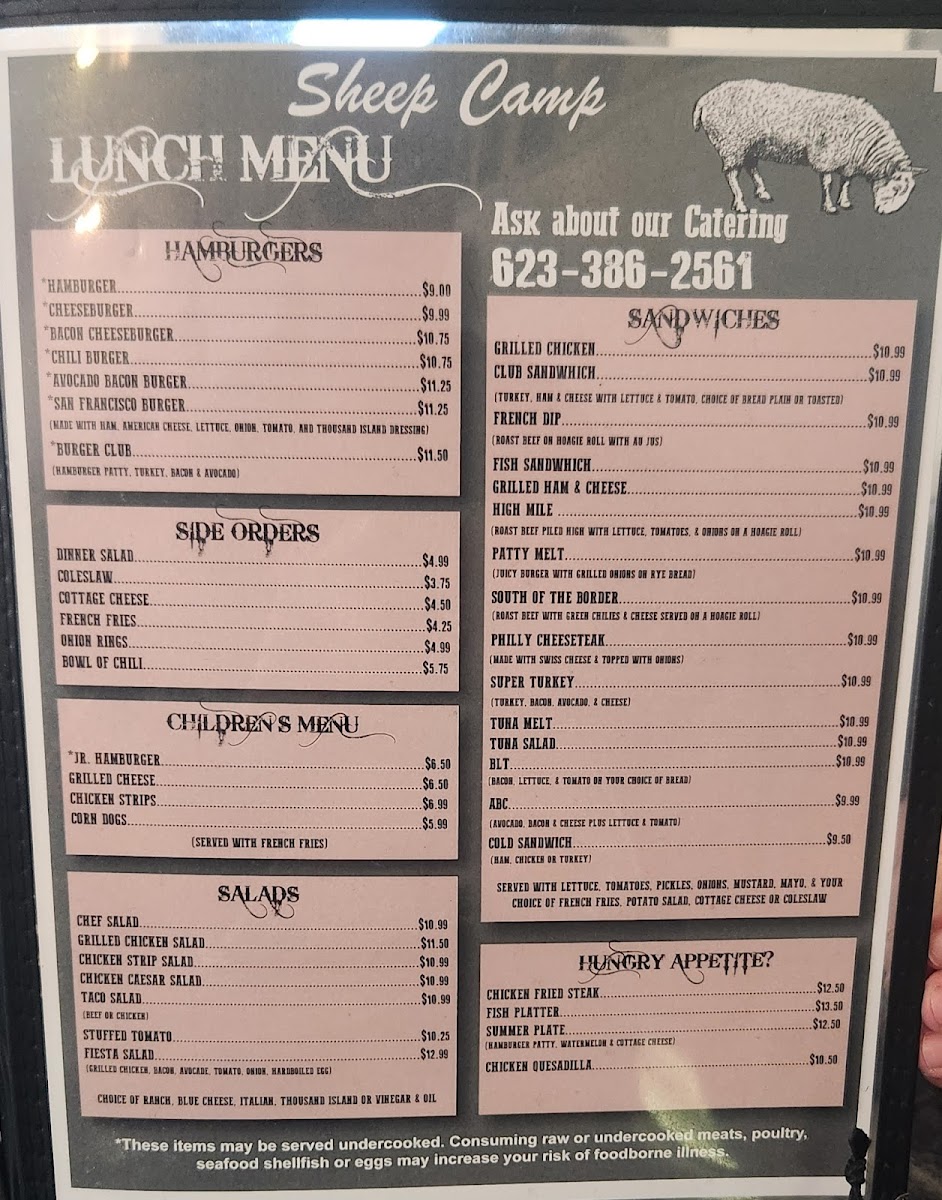 Sheep Camp
LUNCH MENU
Ask about our Catering
623-386-2561
HAMBURGERS
*HAMBURGER $9.00
*CHEESEBURGER $9.99
*BACON CHEESEBURGER $10.75
*CHILI BURGER $10.75
*AVOCADO BACON BURGER $11.25
*SAN FRANCISCO BURGER $11.25
(MADE WITH HAM, AMERICAN CHEESE, LETTUCE, ONION, TOMATO, AND THOUSAND ISLAND DRESSING)
*BURGER CLUB $11.50
(HAMBURGER PATTY, TURKEY, BACON & AVOCADO)
SIDE ORDERS
DINNER SALAD $4.99
COLESLAW $3.75
COTTAGE CHEESE $4.50
FRENCH FRIES $4.25
ONION RINGS $4.99
BOWL OF CHILI $5.75
CHILDREN'S MENU
*JR. HAMBURGER $6.50
GRILLED CHEESE $6.50
CHICKEN STRIPS $6.99
CORN DOGS $5.99
(SERVED WITH FRENCH FRIES)
SALADS
CHEF SALAD $10.99
GRILLED CHICKEN SALAD $11.50
CHICKEN STRIP SALAD $10.99
CHICKEN CAESAR SALAD $10.99
TACO SALAD $10.99
(BEEF OR CHICKEN)
STUFFED TOMATO $10.25
FIESTA SALAD $12.99
(GRILLED CHICKEN, BACON, AVOCADE, TOMATO, ONION, HARDBOILED EGG)
CHOICE OF RANCH, BLUE CHEESE, ITALIAN, THOUSAND ISLAND OR VINEGAR & OIL
SANDWICHES
GRILLED CHICKEN $10.99
CLUB SANDWHICH $10.99
(TURKEY, HAM & CHEESE WITH LETTUCE & TOMATO, CHOICE OF BREAD PLAIN OR TOASTED)
FRENCH DIP $10.99
(ROAST BEEF ON HOAGIE ROLL WITH AU JUS)
FISH SANDWHICH $10.99
GRILLED HAM & CHEESE $10.99
HIGH MILE $10.99
(ROAST BEEF PILED HIGH WITH LETTUCE, TOMATOES, & ONIONS ON A HOAGIE ROLL)
PATTY MELT $10.99
(JUICY BURGER WITH GRILLED ONIONS ON RYE BREAD)
SOUTH OF THE BORDER $10.99
(ROAST BEEF WITH GREEN CHILIES & CHEESE SERVED ON A HOAGIE ROLL)
PHILLY CHEESETEAK $10.99
(MADE WITH SWISS CHEESE & TOPPED WITH ONIONS)
SUPER TURKEY $10.99
(TURKEY, BACON, AVOCADO, & CHEESE)
TUNA MELT $10.99
TUNA SALAD $10.99
BLT $10.99
(BACON, LETTUCE, & TOMATO ON YOUR CHOICE OF BREAD)
ABC $9.99
(AVOCADO, BACON & CHEESE PLUS LETTUCE & TOMATO)
COLD SANDWICH $9.50
(HAM, CHICKEN OR TURKEY)
SERVED WITH LETTUCE, TOMATOES, PICKLES, ONIONS, MUSTARD, MAYO, & YOUR
CHOICE OF FRENCH FRIES, POTATO SALAD, COTTAGE CHEESE OR COLESLAW
HUNGRY APPETITE?
CHICKEN FRIED STEAK $12.50
FISH PLATTER $13.50
SUMMER PLATE $12.50
(HAMBURGER PATTY, WATERMELON & COTTAGE CHEESE)
CHICKEN QUESADILLA $10.50
*These items may be served undercooked. Consuming raw or undercooked meats, poultry,
seafood shellfish or eggs may increase your risk of foodborne illness.